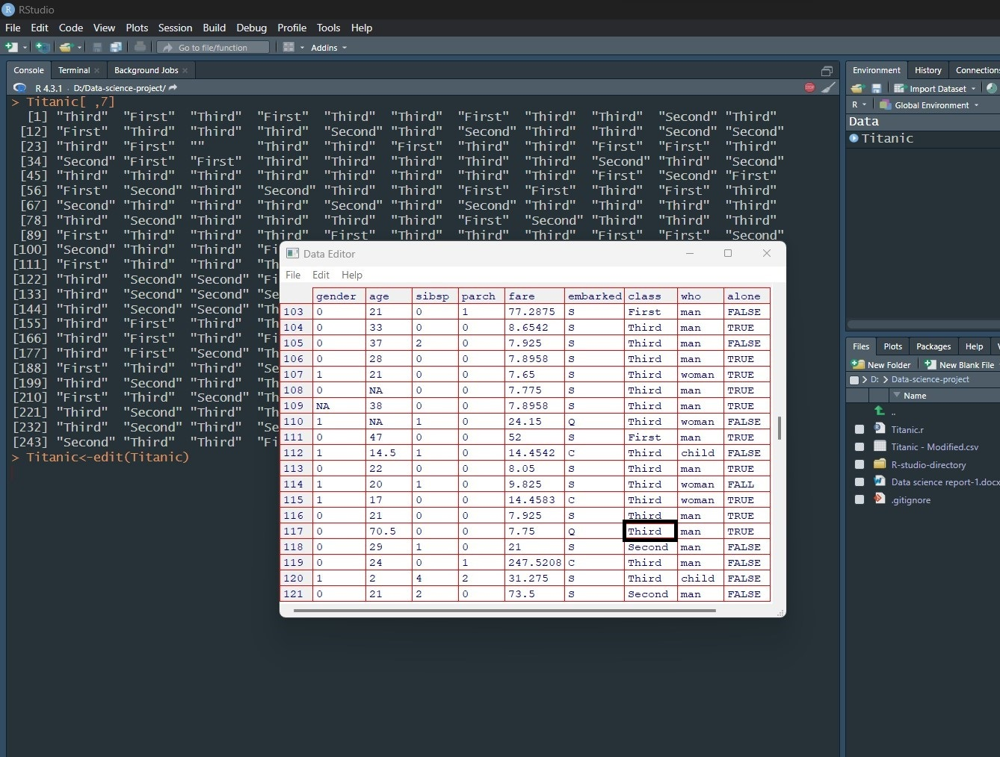 RStudio
File Edit Code View Plots Session Build Debug Profile Tools Help
Go to file/function Addins
Console Terminal Background Jobs
R 4.3.1 · D:/Data-science-project/
> Titanic[ ,7]
[1] "Third" "First" "Third" "First" "Third" "Third" "First" "Third" "Third" "Second" "Third"
[12] "First" "Third" "Third" "Third" "Second" "Third" "Second" "Third" "Third" "Second" "Second"
[23] "Third" "First" "" "Third" "Third" "First" "Third" "Third" "First" "First" "Third"
[34] "Second" "First" "First" "Third" "Third" "Third" "Third" "Second" "Third" "Second"
[45] "Third" "Third" "Third" "Third" "Third" "Third" "Third" "Third" "First" "Second" "First"
[56] "First" "Second" "Third" "Second" "Third" "Third" "First" "First" "Third" "First" "Third"
[67] "Second" "Third" "Third" "Third" "Second" "Third" "Second" "Third" "Third" "Third" "Third"
[78] "Third" "Second" "Third" "Third" "Third" "Third" "First" "Second" "Third" "Third" "Third"
[89] "First" "Third" "Third" "Third" "First" "Third" "Third" "Third" "First" "First" "Second"
[100] "Second" "Third" "Third" "Fi
[111] "First" "Third" "Third" "Th
[122] "Third" "Second" "Second" "Fi
[133] "Third" "Second" "Second" "Se
[144] "Third" "Second" "Second" "Th
[155] "Third" "First" "Third" "Th
[166] "First" "Third" "Third" "Fi
[177] "Third" "First" "Second" "Th
[188] "First" "Third" "Third" "Se
[199] "Third" "Second" "Third" "Th
[210] "First" "Third" "Second" "Th
[221] "Third" "Second" "Third" "Th
[232] "Third" "Second" "Third" "Se
[243] "Second" "Third" "Third" "Fi
> Titanic<-edit(Titanic)
Data Editor
File Edit Help
gender age sibsp parch fare embarked class who alone
103 0 21 0 1 77.2875 S First man FALSE
104 0 33 0 0 8.6542 S Third man TRUE
105 0 37 2 0 7.925 S Third man FALSE
106 0 28 0 0 7.8958 S Third man TRUE
107 1 21 0 0 7.65 S Third woman TRUE
108 0 NA 0 0 7.775 S Third man TRUE
109 NA 38 0 0 7.8958 S Third man TRUE
110 1 NA 1 0 24.15 Q Third woman FALSE
111 0 47 0 0 52 S First man TRUE
112 1 14.5 1 0 14.4542 C Third child FALSE
113 0 22 0 0 8.05 S Third man TRUE
114 1 20 1 0 9.825 S Third woman FALL
115 1 17 0 0 14.4583 C Third woman TRUE
116 0 21 0 0 7.925 S Third man TRUE
117 0 70.5 0 0 7.75 Q Third man TRUE
118 0 29 1 0 21 S Second man FALSE
119 0 24 0 1 247.5208 C Third man FALSE
120 1 2 4 2 31.275 S Third child FALSE
121 0 21 2 0 73.5 S Second man FALSE
Environment History Connections
Import Dataset
R Global Environment
Data
Titanic
Files Plots Packages Help
New Folder New Blank File
D: > Data-science-project
Name
..
Titanic.r
Titanic - Modified.csv
R-studio-directory
Data science report-1.docx
.gitignore